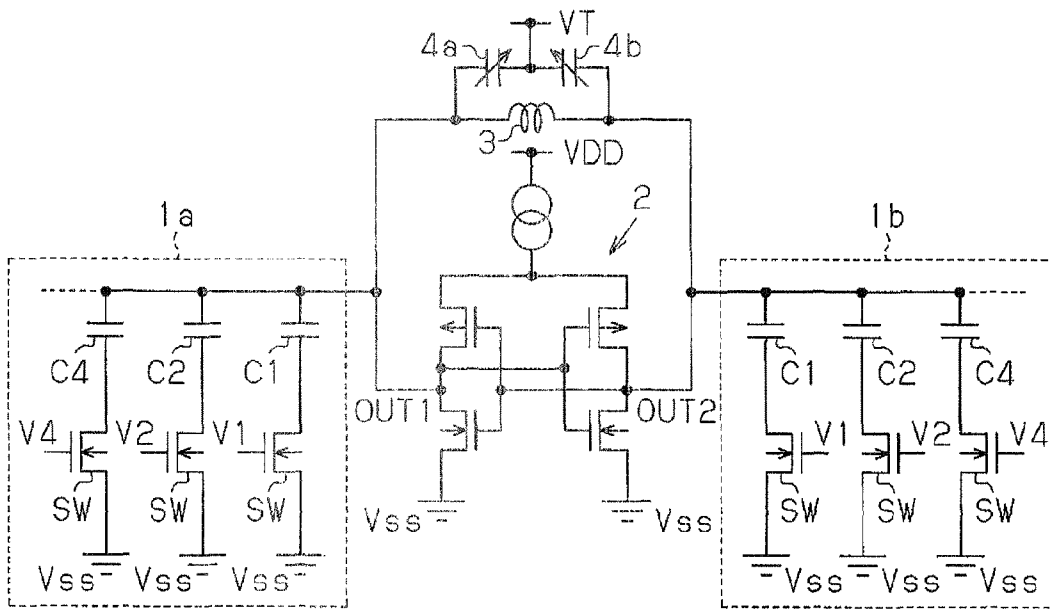 VT
4a 4b
3
VDD
1a 2 1b
C4 C2 C1 C1 C2 C4
OUT1 OUT2
V4 V2 V1 V1 V2 V4
SW SW SW SW SW SW
Vss Vss
Vss Vss Vss Vss Vss Vss